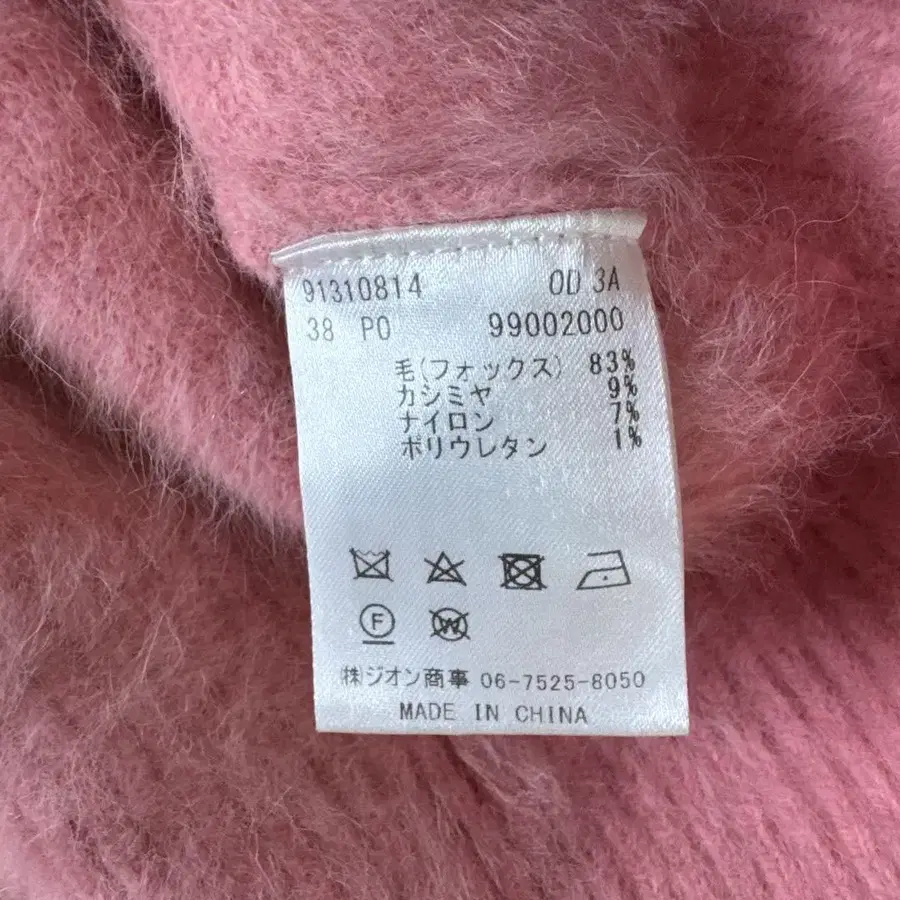 91310814 OD 3A
38 PO 99002000
毛(フォックス) 83%
カシミヤ 9%
ナイロン 7%
ポリウレタン 1%
F W
㈱ジオン商事 06-7525-8050
MADE IN CHINA